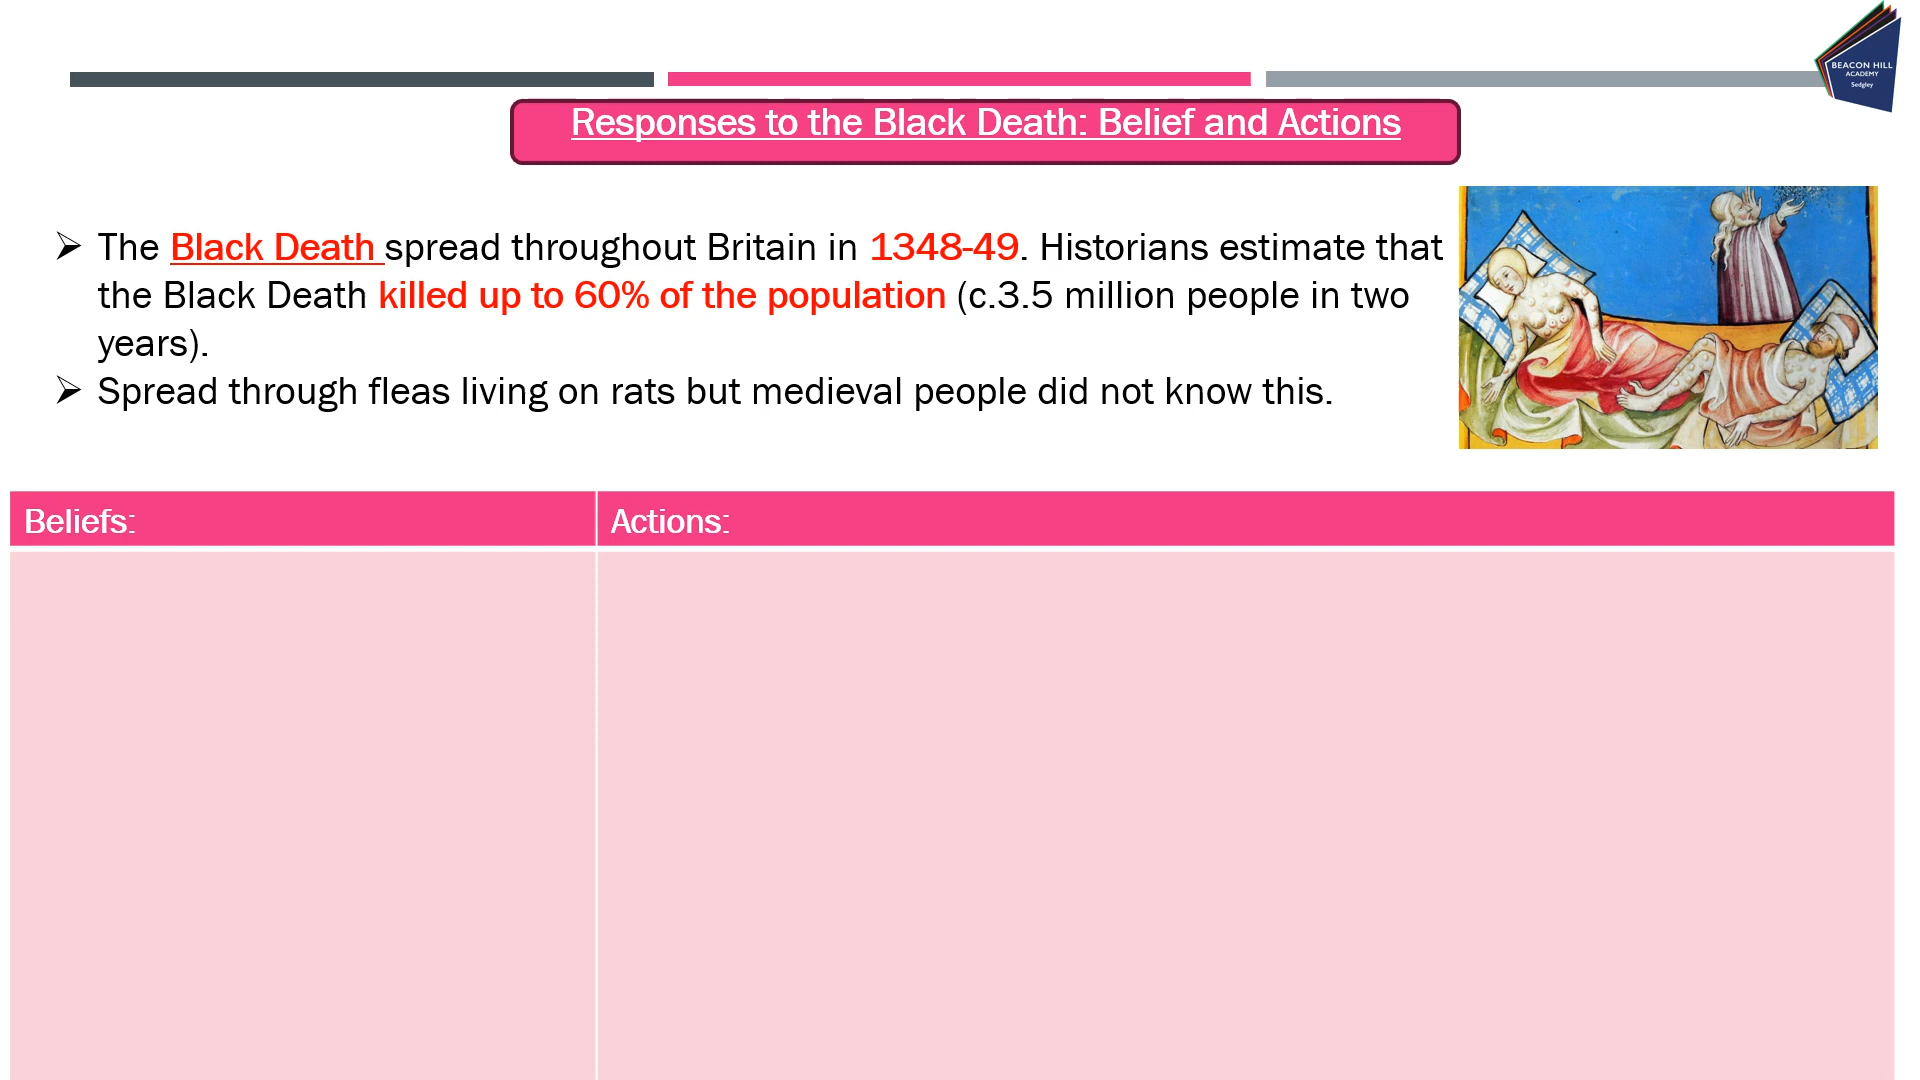 BEACON HILL
ACADEMY
Sedgley
Responses to the Black Death: Belief and Actions
➢ The Black Death spread throughout Britain in 1348-49. Historians estimate that
the Black Death killed up to 60% of the population (c.3.5 million people in two
years).
➢ Spread through fleas living on rats but medieval people did not know this.
Beliefs:
Actions: